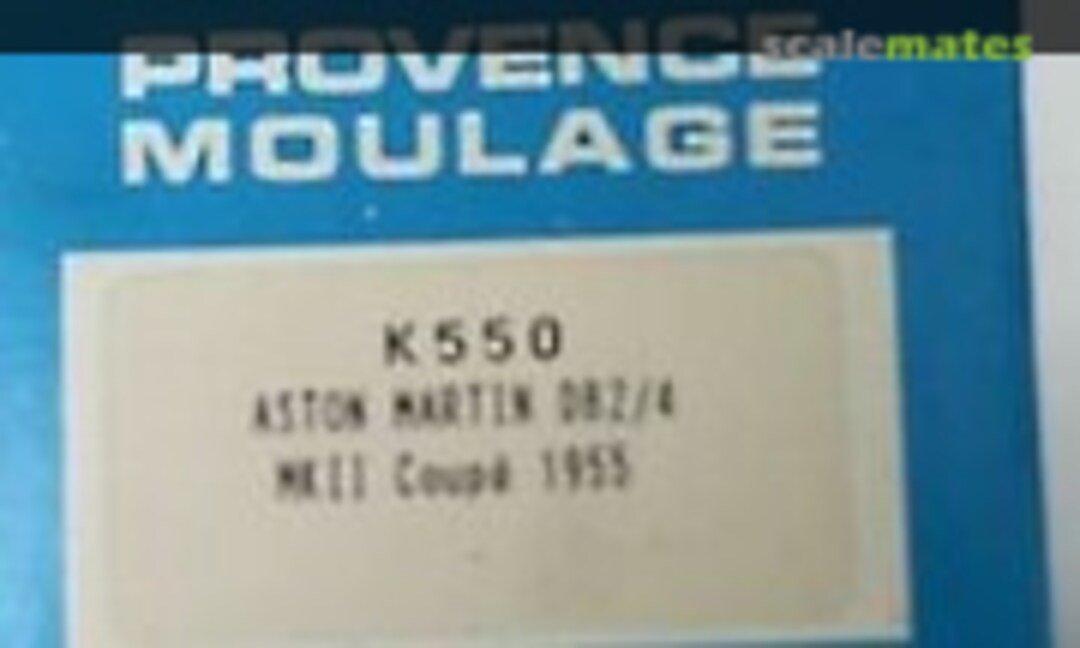 scalemates
PROVENCE
MOULAGE
K550
ASTON MARTIN DB2/4
MKII Coupé 1955